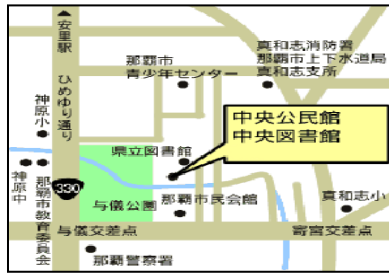 ▲安里駅
ひめゆり通り
那覇市
青少年センター
真和志消防署
那覇市上下水道局
真和志支所
神原小
中央公民館
中央図書館
県立図書館
神原中
那覇市教育委員会
330
与儀公園
那覇市民会館
真和志小
与儀交差点
寄宮交差点
那覇警察署